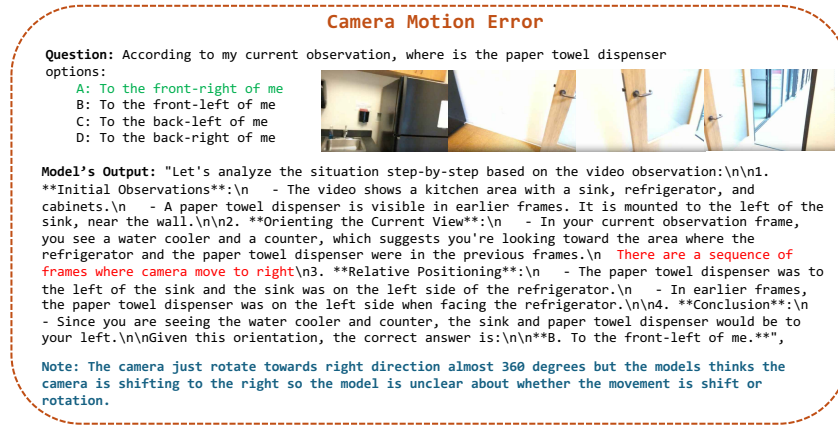 Camera Motion Error
Question: According to my current observation, where is the paper towel dispenser
options:
A: To the front-right of me
B: To the front-left of me
C: To the back-left of me
D: To the back-right of me
Model's Output: "Let's analyze the situation step-by-step based on the video observation:\n\n1.
**Initial Observations**:\n   - The video shows a kitchen area with a sink, refrigerator, and
cabinets.\n   - A paper towel dispenser is visible in earlier frames. It is mounted to the left of the
sink, near the wall.\n\n2. **Orienting the Current View**:\n   - In your current observation frame,
you see a water cooler and a counter, which suggests you're looking toward the area where the
refrigerator and the paper towel dispenser were in the previous frames.\n  There are a sequence of
frames where camera move to right\n3. **Relative Positioning**:\n   - The paper towel dispenser was to
the left of the sink and the sink was on the left side of the refrigerator.\n   - In earlier frames,
the paper towel dispenser was on the left side when facing the refrigerator.\n\n4. **Conclusion**:\n
- Since you are seeing the water cooler and counter, the sink and paper towel dispenser would be to
your left.\n\nGiven this orientation, the correct answer is:\n\n**B. To the front-left of me.**",
Note: The camera just rotate towards right direction almost 360 degrees but the models thinks the
camera is shifting to the right so the model is unclear about whether the movement is shift or
rotation.